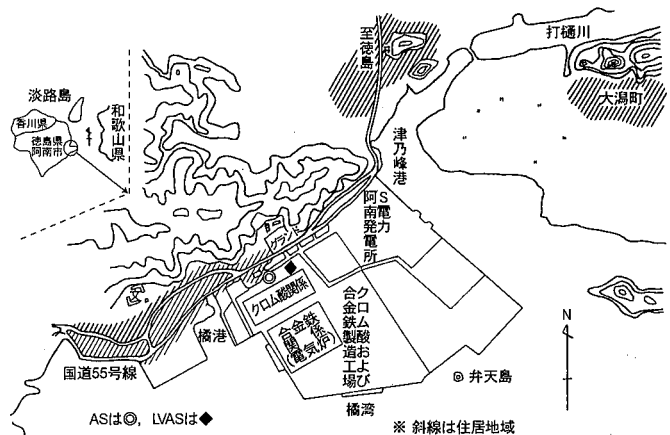 打樋川
至徳島
大潟町
淡路島
香川県
和歌山県
徳島県
阿南市
津乃峰港
S電力
阿南発電所
グランド
クロム酸関係
合金鉄
関係
(電気炉)
クロム酸および
合金鉄製造工場
橘港
国道55号線
N
弁天島
橘湾
ASは◎, LVASは◆
※ 斜線は住居地域